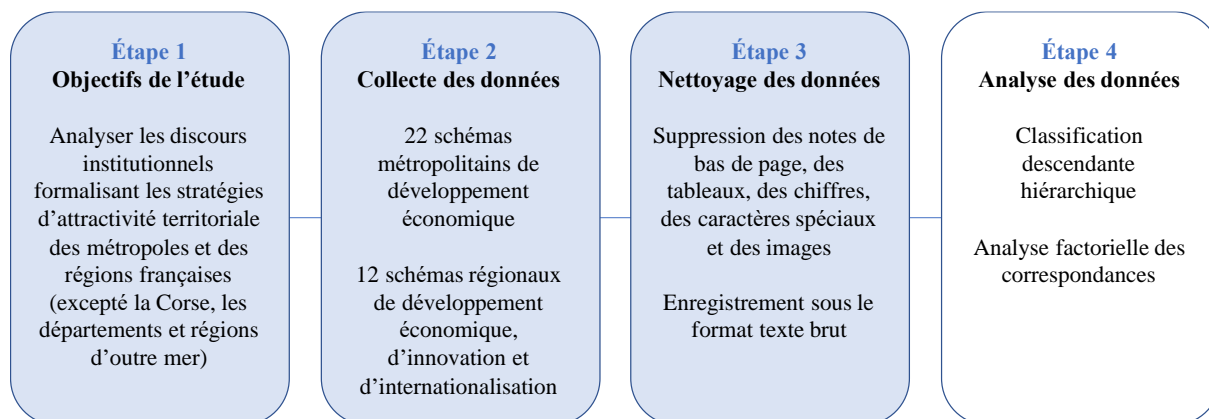 Étape 1
Objectifs de l’étude
Analyser les discours
institutionnels
formalisant les stratégies
d’attractivité territoriale
des métropoles et des
régions françaises
(excepté la Corse, les
départements et régions
d’outre mer)
Étape 2
Collecte des données
22 schémas
métropolitains de
développement
économique
12 schémas régionaux
de développement
économique,
d’innovation et
d’internationalisation
Étape 3
Nettoyage des données
Suppression des notes de
bas de page, des
tableaux, des chiffres,
des caractères spéciaux
et des images
Enregistrement sous le
format texte brut
Étape 4
Analyse des données
Classification
descendante
hiérarchique
Analyse factorielle des
correspondances